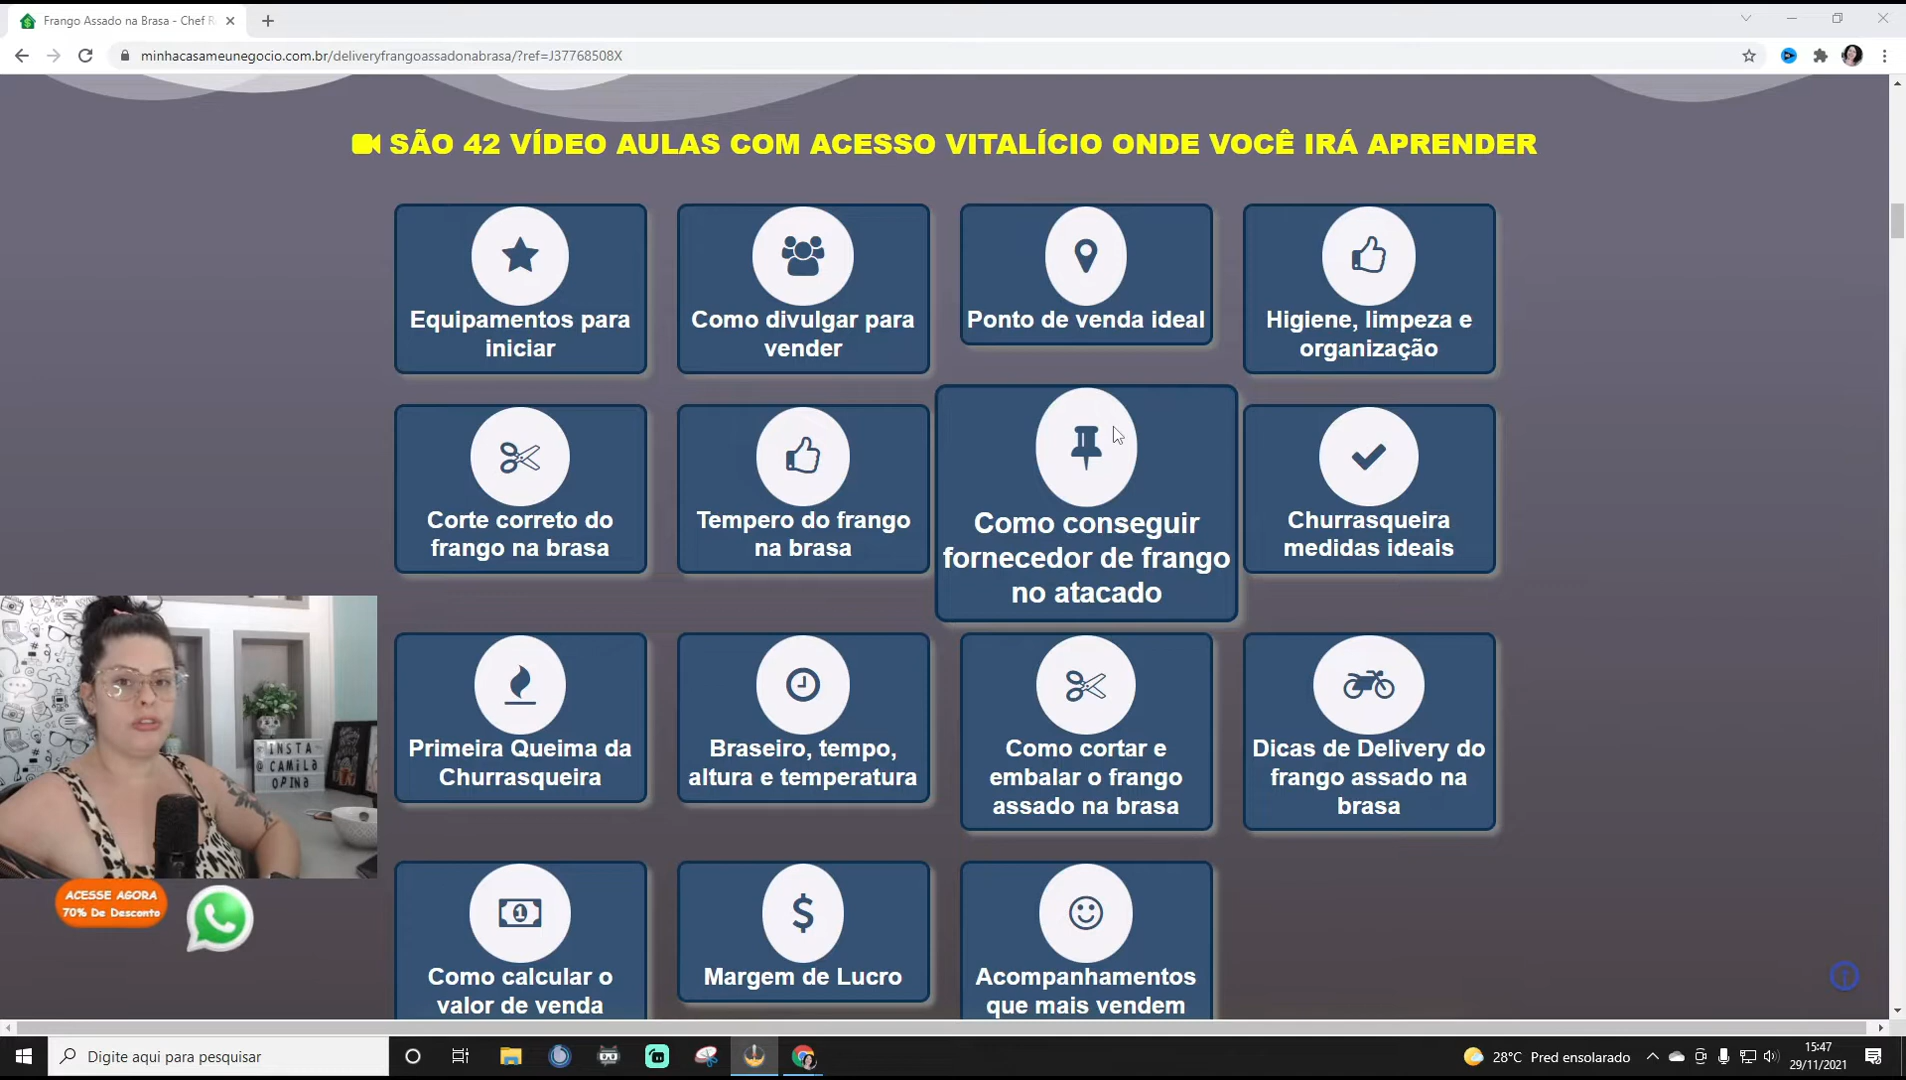 Frango Assado na Brasa - Chef R
minhacasameunegocio.com.br/deliveryfrangoassadonabrasa/?ref=J37768508X
SÃO 42 VÍDEO AULAS COM ACESSO VITALÍCIO ONDE VOCÊ IRÁ APRENDER
Equipamentos para
iniciar
Como divulgar para
vender
Ponto de venda ideal
Higiene, limpeza e
organização
Corte correto do
frango na brasa
Tempero do frango
na brasa
Como conseguir
fornecedor de frango
no atacado
Churrasqueira
medidas ideais
Primeira Queima da
Churrasqueira
Braseiro, tempo,
altura e temperatura
Como cortar e
embalar o frango
assado na brasa
Dicas de Delivery do
frango assado na
brasa
INSTA
@CAMILA
OPINA
ACESSE AGORA
70% De Desconto
Como calcular o
valor de venda
Margem de Lucro
Acompanhamentos
que mais vendem
Digite aqui para pesquisar
28°C Pred ensolarado
15:47
29/11/2021